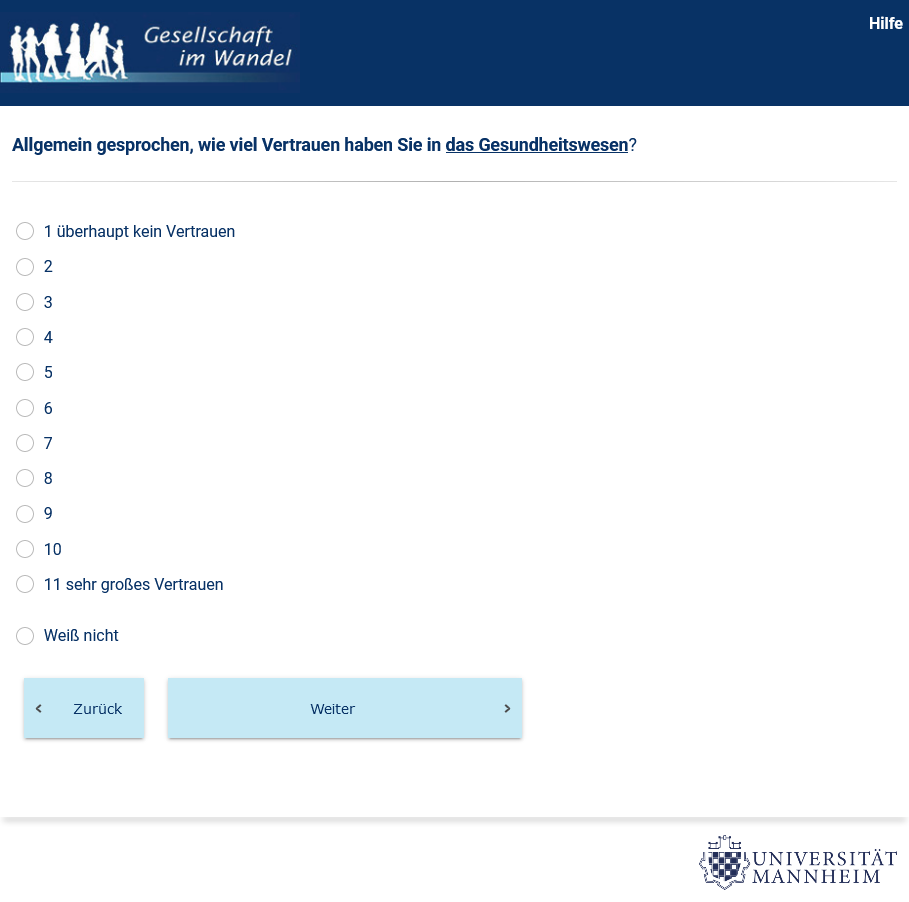 Gesellschaft
im Wandel
Hilfe
Allgemein gesprochen, wie viel Vertrauen haben Sie in das Gesundheitswesen?
1 überhaupt kein Vertrauen
2
3
4
5
6
7
8
9
10
11 sehr großes Vertrauen
Weiß nicht
Zurück
Weiter
UNIVERSITÄT
MANNHEIM